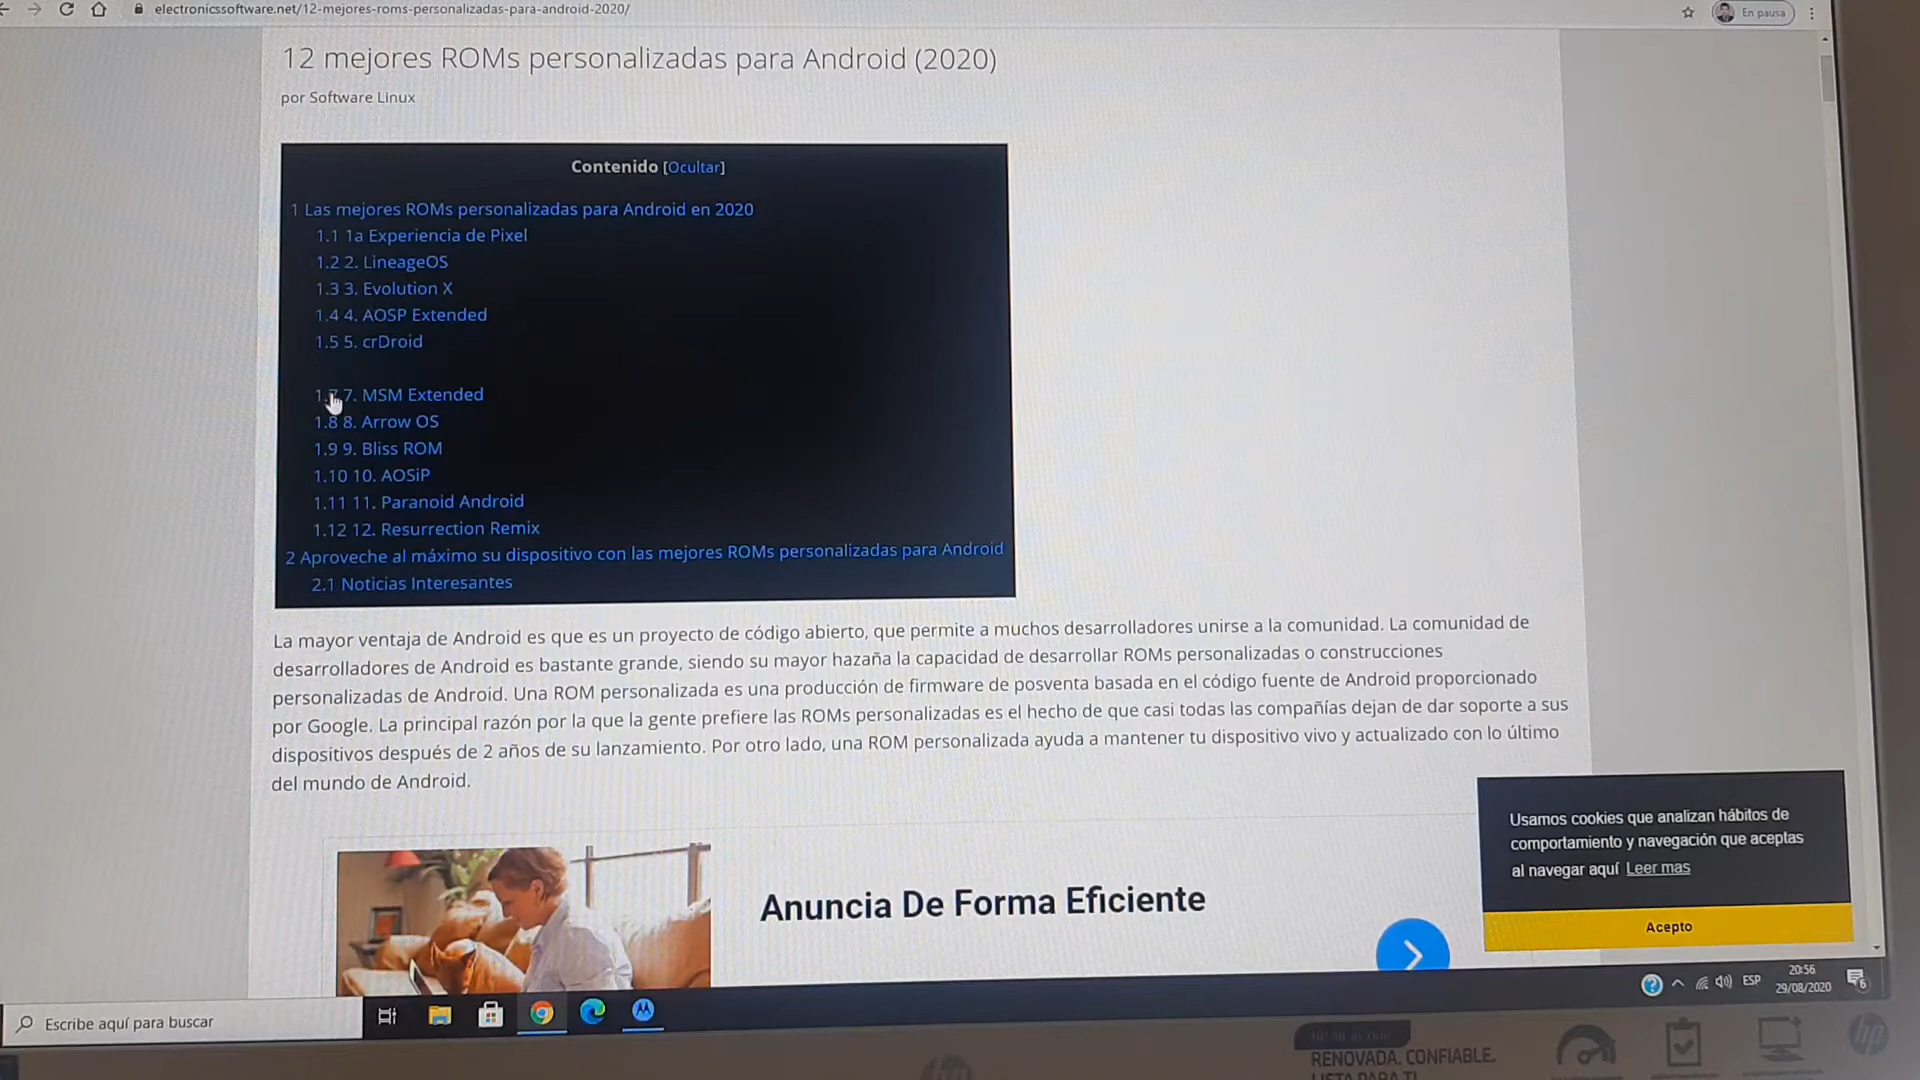 electronicssoftware.net/12-mejores-roms-personalizadas-para-android-2020/
En pausa
12 mejores ROMs personalizadas para Android (2020)
por Software Linux
Contenido [Ocultar]
1 Las mejores ROMs personalizadas para Android en 2020
1.1 1a Experiencia de Pixel
1.2 2. LineageOS
1.3 3. Evolution X
1.4 4. AOSP Extended
1.5 5. crDroid
1.7 7. MSM Extended
1.8 8. Arrow OS
1.9 9. Bliss ROM
1.10 10. AOSiP
1.11 11. Paranoid Android
1.12 12. Resurrection Remix
2 Aproveche al máximo su dispositivo con las mejores ROMs personalizadas para Android
2.1 Noticias Interesantes
La mayor ventaja de Android es que es un proyecto de código abierto, que permite a muchos desarrolladores unirse a la comunidad. La comunidad de
desarrolladores de Android es bastante grande, siendo su mayor hazaña la capacidad de desarrollar ROMs personalizadas o construcciones
personalizadas de Android. Una ROM personalizada es una producción de firmware de posventa basada en el código fuente de Android proporcionado
por Google. La principal razón por la que la gente prefiere las ROMs personalizadas es el hecho de que casi todas las compañías dejan de dar soporte a sus
dispositivos después de 2 años de su lanzamiento. Por otro lado, una ROM personalizada ayuda a mantener tu dispositivo vivo y actualizado con lo último
del mundo de Android.
Usamos cookies que analizan hábitos de
comportamiento y navegación que aceptas
al navegar aquí Leer mas
Acepto
Anuncia De Forma Eficiente
Escribe aquí para buscar
ESP
20:56
29/08/2020
6
hp
RENOVADA. CONFIABLE.
LISTA PARA TI
hp